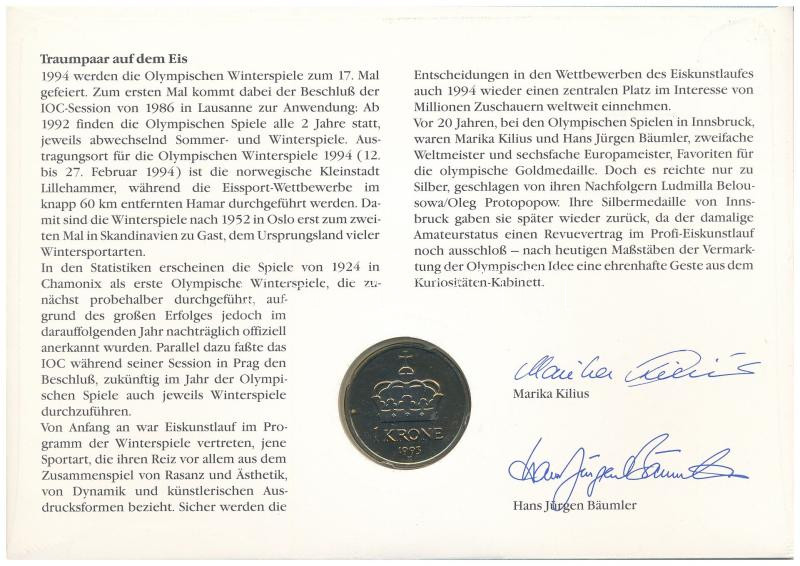 Traumpaar auf dem Eis
1994 werden die Olympischen Winterspiele zum 17. Mal
gefeiert. Zum ersten Mal kommt dabei der Beschluß der
IOC-Session von 1986 in Lausanne zur Anwendung: Ab
1992 finden die Olympischen Spiele alle 2 Jahre statt,
jeweils abwechselnd Sommer- und Winterspiele. Aus-
tragungsort für die Olympischen Winterspiele 1994 (12.
bis 27. Februar 1994) ist die norwegische Kleinstadt
Lillehammer, während die Eissport-Wettbewerbe im
knapp 60 km entfernten Hamar durchgeführt werden. Da-
mit sind die Winterspiele nach 1952 in Oslo erst zum zwei-
ten Mal in Skandinavien zu Gast, dem Ursprungsland vieler
Wintersportarten.
In den Statistiken erscheinen die Spiele von 1924 in
Chamonix als erste Olympische Winterspiele, die zu-
nächst probehalber durchgeführt, auf-
grund des großen Erfolges jedoch im
darauffolgenden Jahr nachträglich offiziell
anerkannt wurden. Parallel dazu faßte das
IOC während seiner Session in Prag den
Beschluß, zukünftig im Jahr der Olympi-
schen Spiele auch jeweils Winterspiele
durchzuführen.
Von Anfang an war Eiskunstlauf im Pro-
gramm der Winterspiele vertreten, jene
Sportart, die ihren Reiz vor allem aus dem
Zusammenspiel von Rasanz und Ästhetik,
von Dynamik und künstlerischen Aus-
drucksformen bezieht. Sicher werden die
Entscheidungen in den Wettbewerben des Eiskunstlaufes
auch 1994 wieder einen zentralen Platz im Interesse von
Millionen Zuschauern weltweit einnehmen.
Vor 20 Jahren, bei den Olympischen Spielen in Innsbruck,
waren Marika Kilius und Hans Jürgen Bäumler, zweifache
Weltmeister und sechsfache Europameister, Favoriten für
die olympische Goldmedaille. Doch es reichte nur zu
Silber, geschlagen von ihren Nachfolgern Ludmilla Belou-
sowa/Oleg Protopopow. Ihre Silbermedaille von Inns-
bruck gaben sie später wieder zurück, da der damalige
Amateurstatus einen Revuevertrag im Profi-Eiskunstlauf
noch ausschloß – nach heutigen Maßstäben der Vermark-
tung der Olympischen Idee eine ehrenhafte Geste aus dem
Kuriositäten-Kabinett.
1 KRONE
1993
Marika Kilius
Marika Kilius
Hans Jürgen Bäumler
Hans Jürgen Bäumler